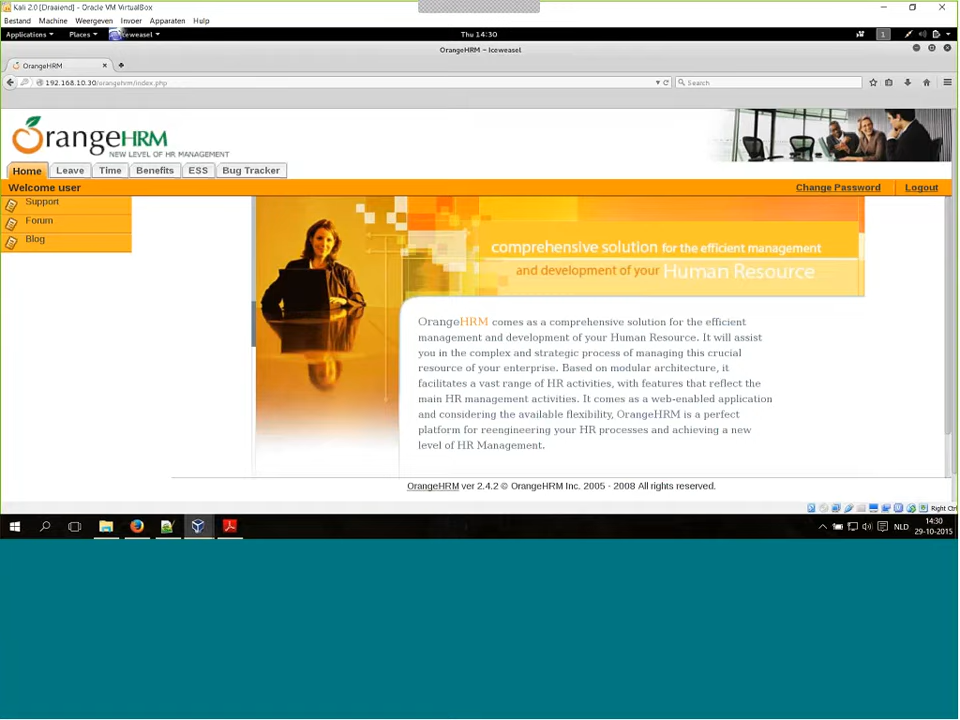 Kali 2.0 [Draaiend] - Oracle VM VirtualBox
Bestand Machine Weergeven Invoer Apparaten Hulp
Applications Places Iceweasel Thu 14:30 1
OrangeHRM - Iceweasel
OrangeHRM
192.168.10.30/orangehrm/index.php Search
OrangeHRM
NEW LEVEL OF HR MANAGEMENT
Home Leave Time Benefits ESS Bug Tracker
Welcome user Change Password Logout
Support
Forum
Blog
comprehensive solution for the efficient management
and development of your Human Resource
OrangeHRM comes as a comprehensive solution for the efficient
management and development of your Human Resource. It will assist
you in the complex and strategic process of managing this crucial
resource of your enterprise. Based on modular architecture, it
facilitates a vast range of HR activities, with features that reflect the
main HR management activities. It comes as a web-enabled application
and considering the available flexibility, OrangeHRM is a perfect
platform for reengineering your HR processes and achieving a new
level of HR Management.
OrangeHRM ver 2.4.2 © OrangeHRM Inc. 2005 - 2008 All rights reserved.
Right Ctrl
NLD 14:30
29-10-2015